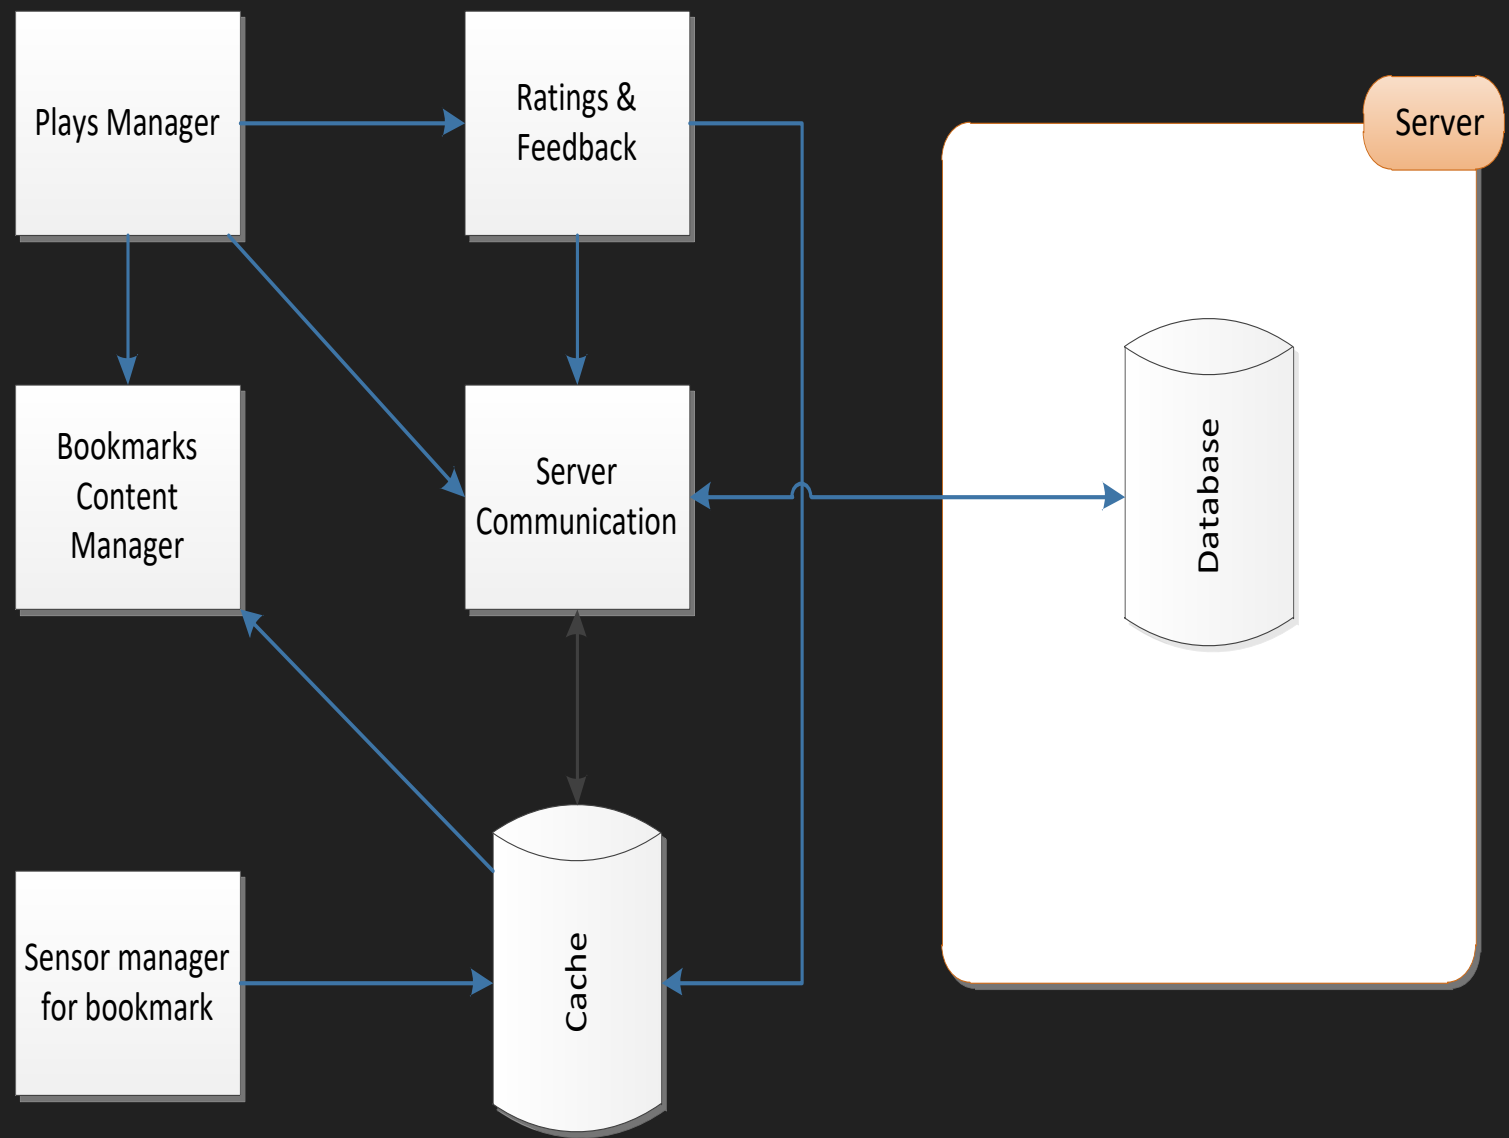 Plays Manager
Ratings &
Feedback
Server
Bookmarks
Content
Manager
Server
Communication
Database
Sensor manager
for bookmark
Cache